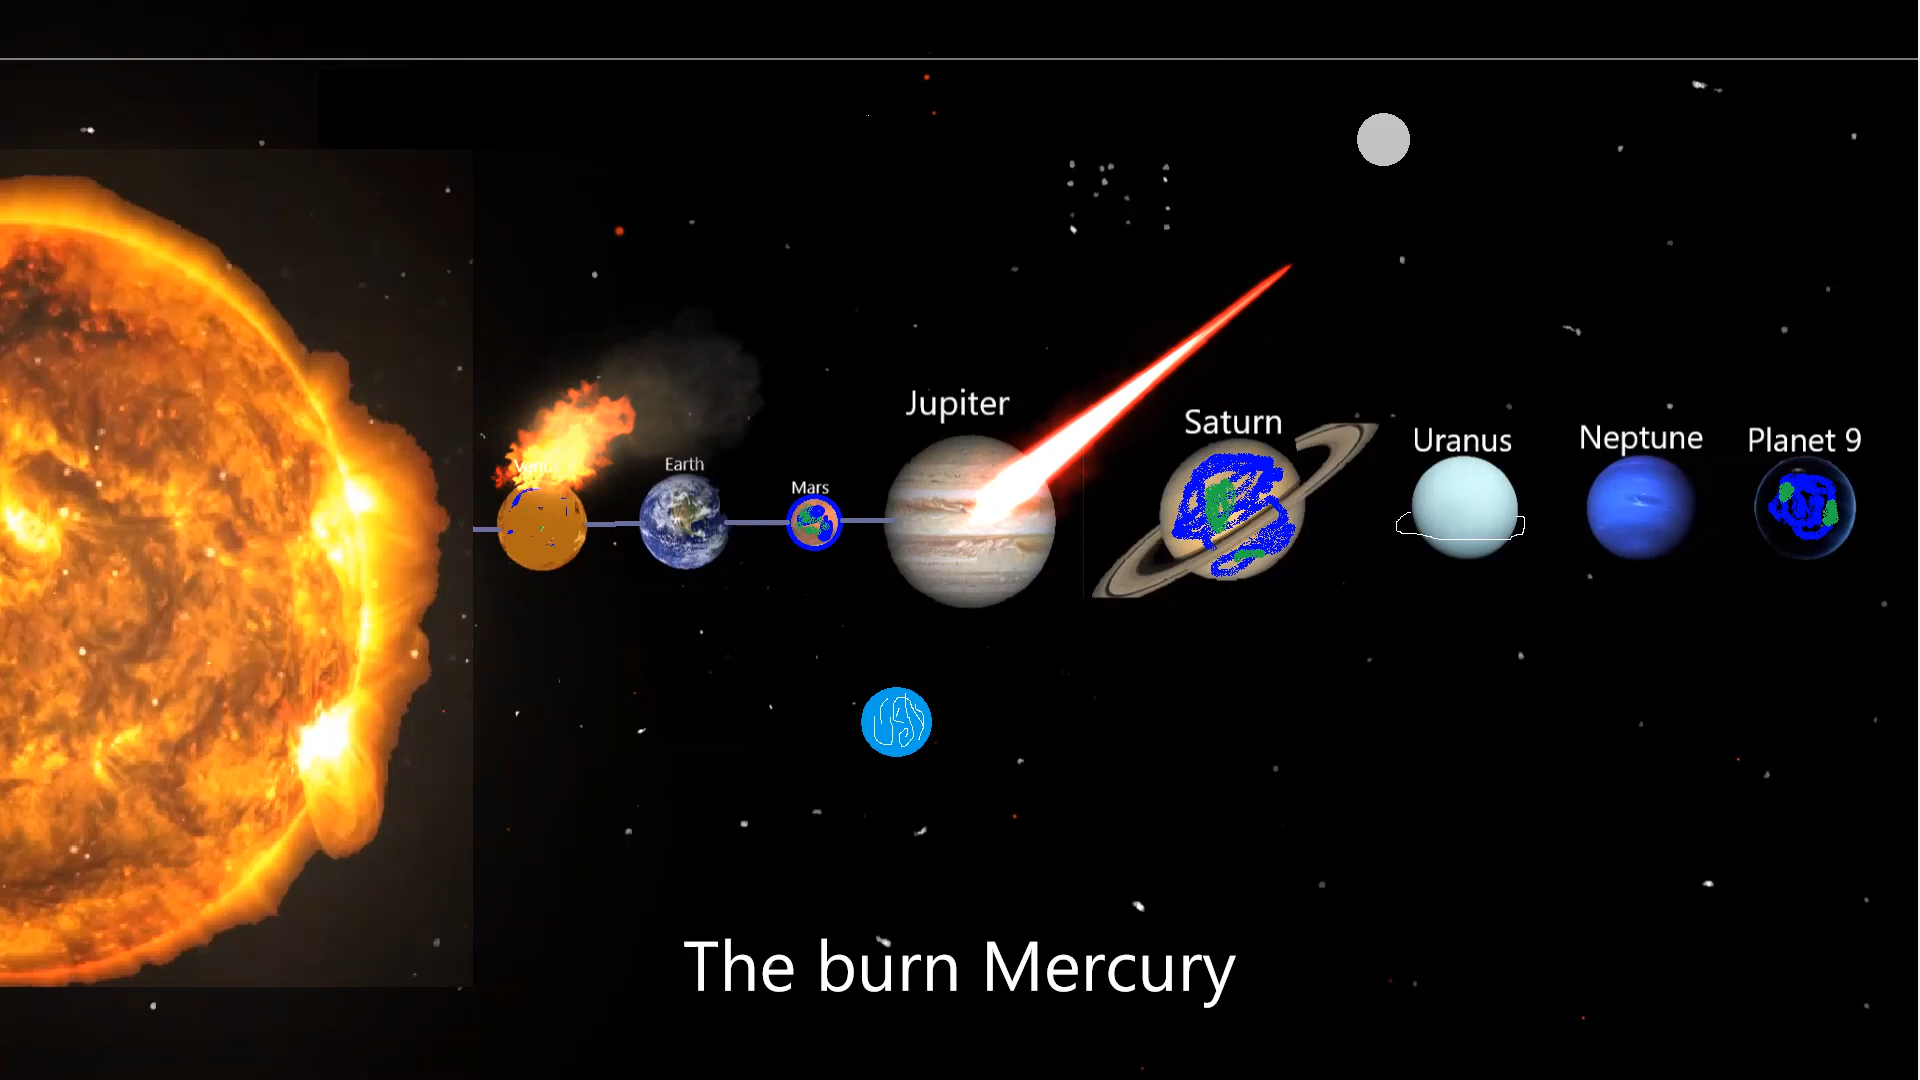 Jupiter
Saturn
Uranus
Neptune
Planet 9
Earth
Mars
The burn Mercury